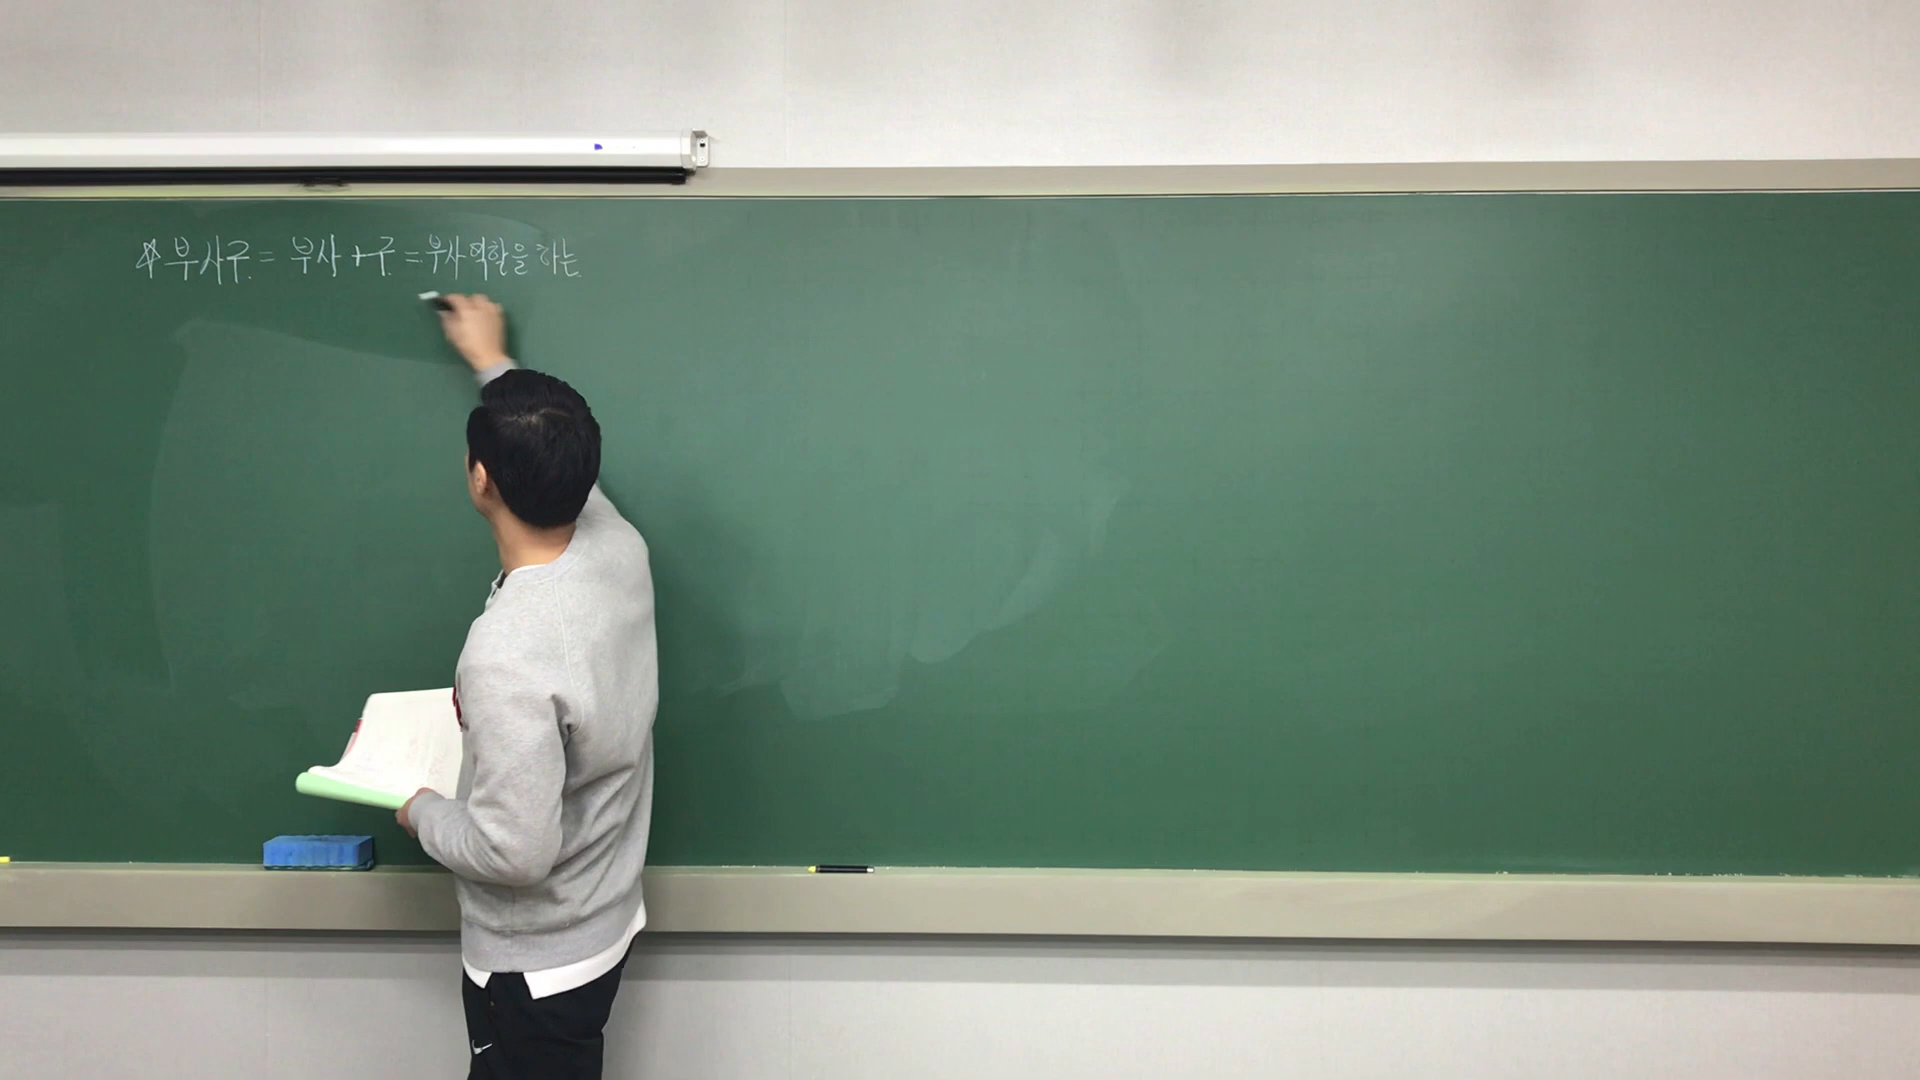 ☆ 부사구 = 부사 + 구 = 부사역할을 하는